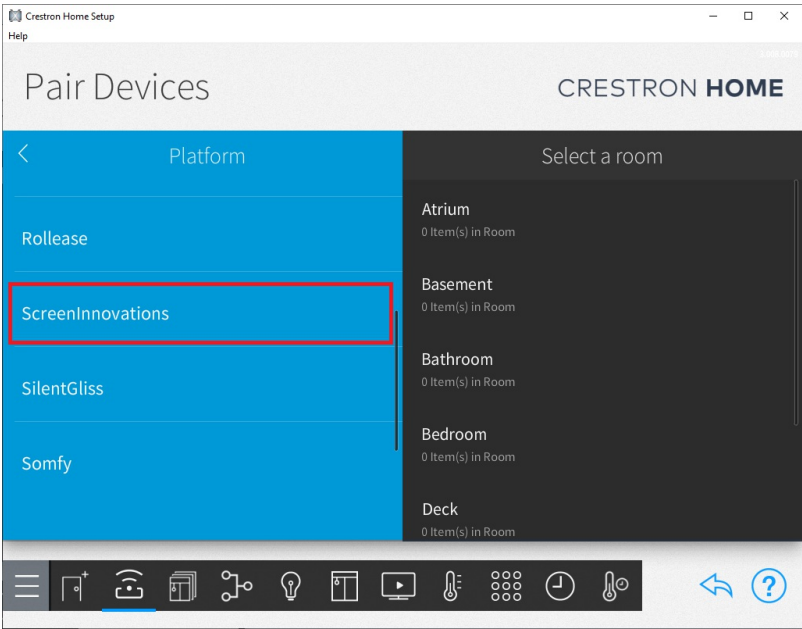 Crestron Home Setup
Help
Pair Devices
CRESTRON HOME
Platform
Select a room
Rollease
ScreenInnovations
SilentGliss
Somfy
Atrium
0 Item(s) in Room
Basement
0 Item(s) in Room
Bathroom
0 Item(s) in Room
Bedroom
0 Item(s) in Room
Deck
0 Item(s) in Room
?